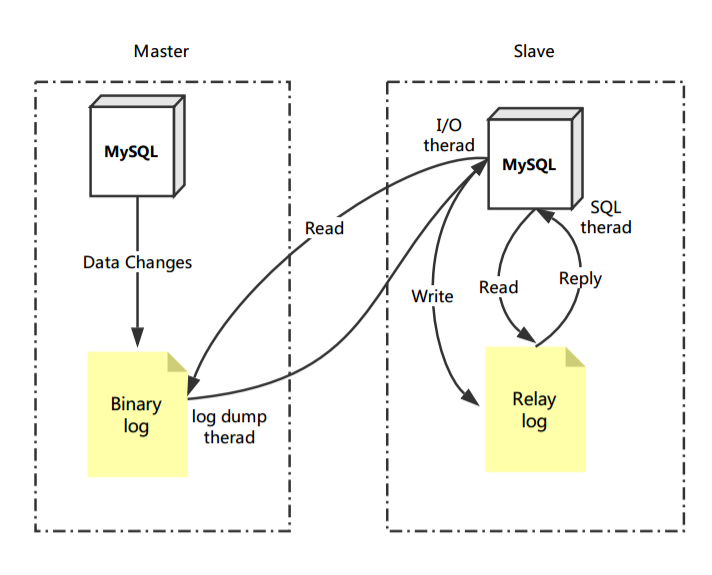 Master
Slave
MySQL
I/O
therad
MySQL
SQL
therad
Read
Data Changes
Write
Read
Reply
Binary
log
log dump
therad
Relay
log